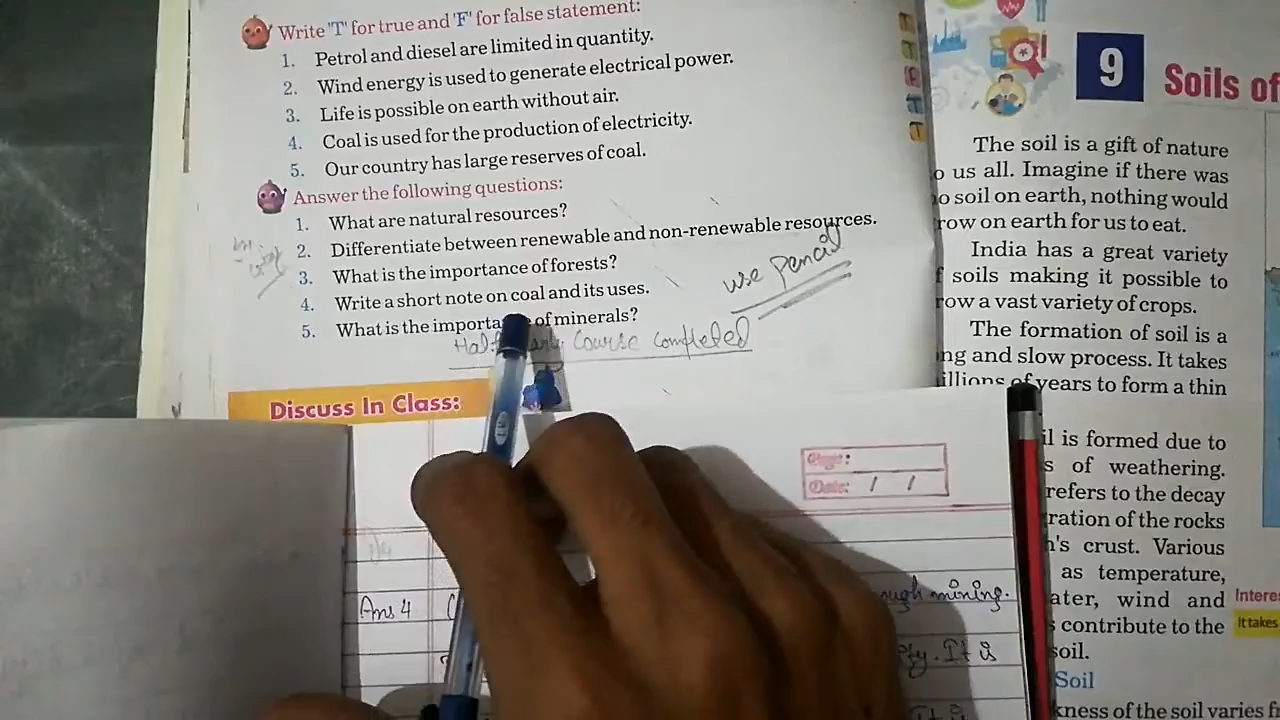 Write 'T' for true and 'F' for false statement:
1. Petrol and diesel are limited in quantity.
2. Wind energy is used to generate electrical power.
3. Life is possible on earth without air.
4. Coal is used for the production of electricity.
5. Our country has large reserves of coal.
T
T
F
T
T
Answer the following questions:
1. What are natural resources?
2. Differentiate between renewable and non-renewable resources.
3. What is the importance of forests?
4. Write a short note on coal and its uses.
5. What is the importa of minerals?
use pencil
Half Course completed
Discuss In Class:
Page:
Date: / /
Ans 4 ( ough mining.
It is
It is
9 Soils of
The soil is a gift of nature
o us all. Imagine if there was
o soil on earth, nothing would
row on earth for us to eat.
India has a great variety
f soils making it possible to
row a vast variety of crops.
The formation of soil is a
ng and slow process. It takes
illions of years to form a thin
il is formed due to
s of weathering.
refers to the decay
ration of the rocks
h's crust. Various
as temperature,
ater, wind and
s contribute to the
soil.
Interes
It takes
Soil
kness of the soil varies fr